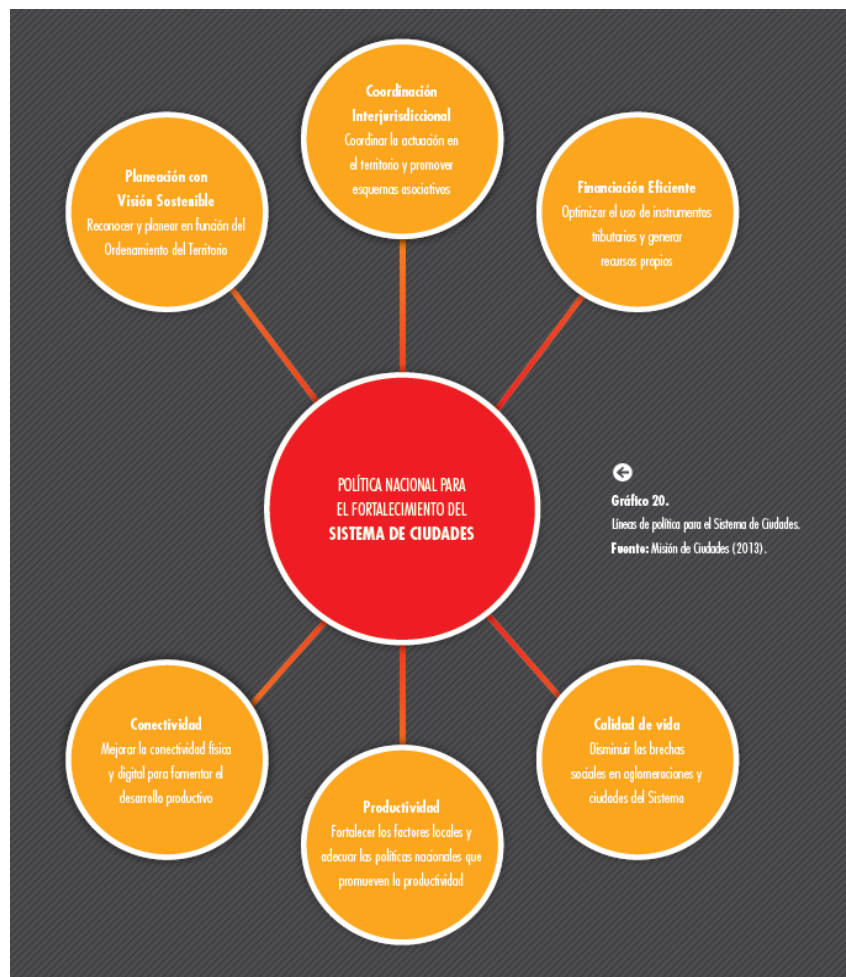 Coordinación
Interjurisdiccional
Coordinar la actuación en
el territorio y promover
esquemas asociativos
Planeación con
Visión Sostenible
Reconocer y planear en función del
Ordenamiento del Territorio
Financiación Eficiente
Optimizar el uso de instrumentos
tributarios y generar
recursos propios
POLÍTICA NACIONAL PARA
EL FORTALECIMIENTO DEL
SISTEMA DE CIUDADES
Gráfico 20.
Líneas de política para el Sistema de Ciudades.
Fuente: Misión de Ciudades (2013).
Conectividad
Mejorar la conectividad física
y digital para fomentar el
desarrollo productivo
Productividad
Fortalecer los factores locales y
adecuar las políticas nacionales que
promueven la productividad
Calidad de vida
Disminuir las brechas
sociales en aglomeraciones y
ciudades del Sistema